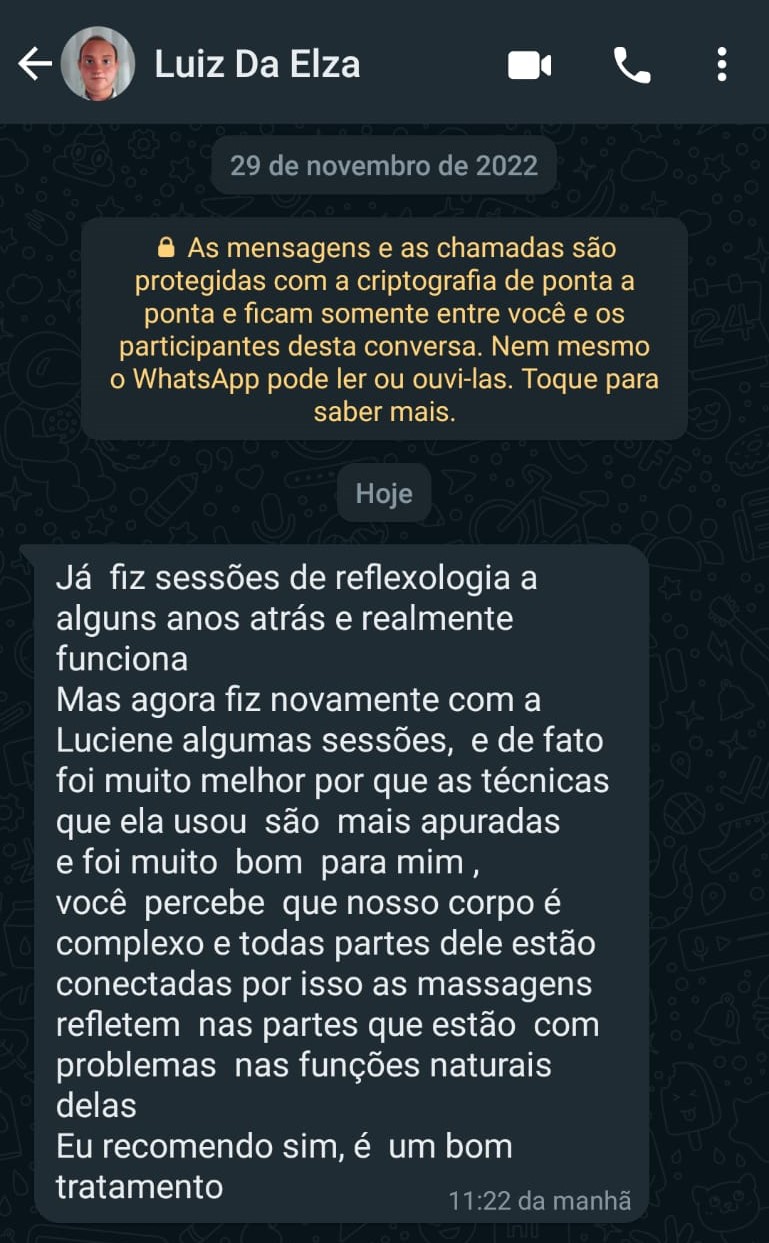 Luiz Da Elza
29 de novembro de 2022
As mensagens e as chamadas são
protegidas com a criptografia de ponta a
ponta e ficam somente entre você e os
participantes desta conversa. Nem mesmo
o WhatsApp pode ler ou ouvi-las. Toque para
saber mais.
Hoje
Já fiz sessões de reflexologia a
alguns anos atrás e realmente
funciona
Mas agora fiz novamente com a
Luciene algumas sessões, e de fato
foi muito melhor por que as técnicas
que ela usou são mais apuradas
e foi muito bom para mim ,
você percebe que nosso corpo é
complexo e todas partes dele estão
conectadas por isso as massagens
refletem nas partes que estão com
problemas nas funções naturais
delas
Eu recomendo sim, é um bom
tratamento
11:22 da manhã